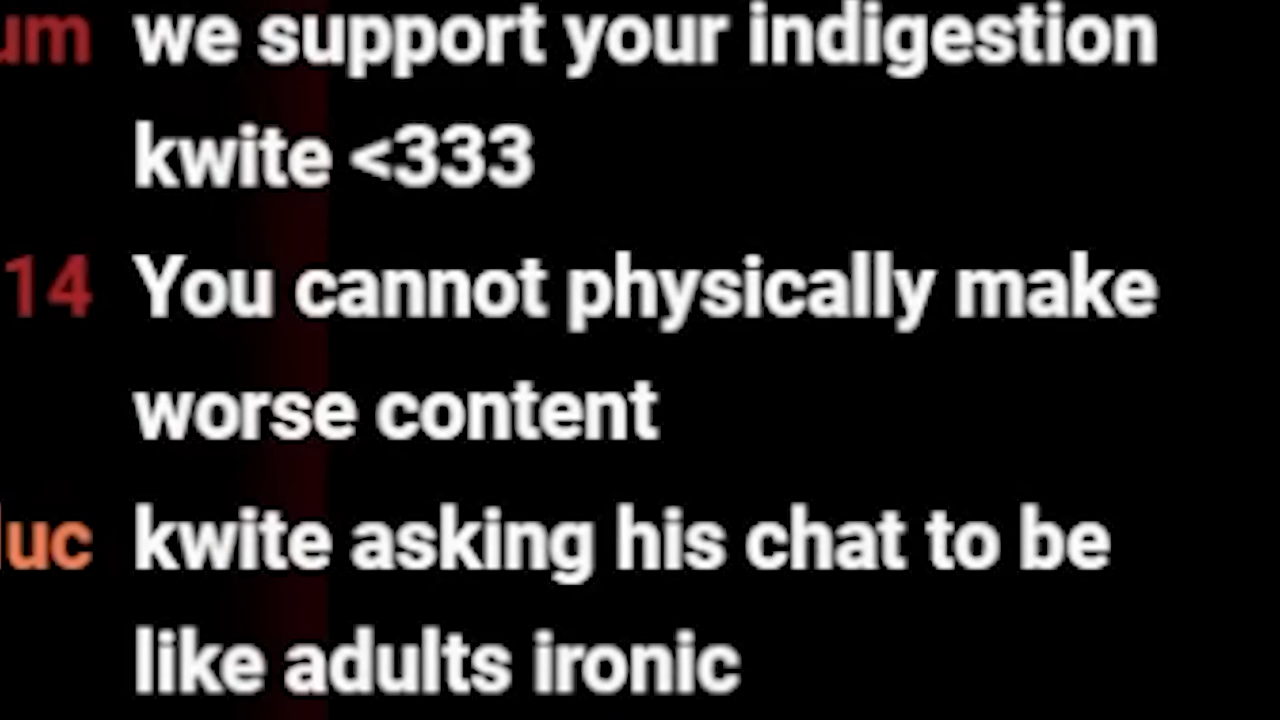 um we support your indigestion
kwite <333
14 You cannot physically make
worse content
luc kwite asking his chat to be
like adults ironic